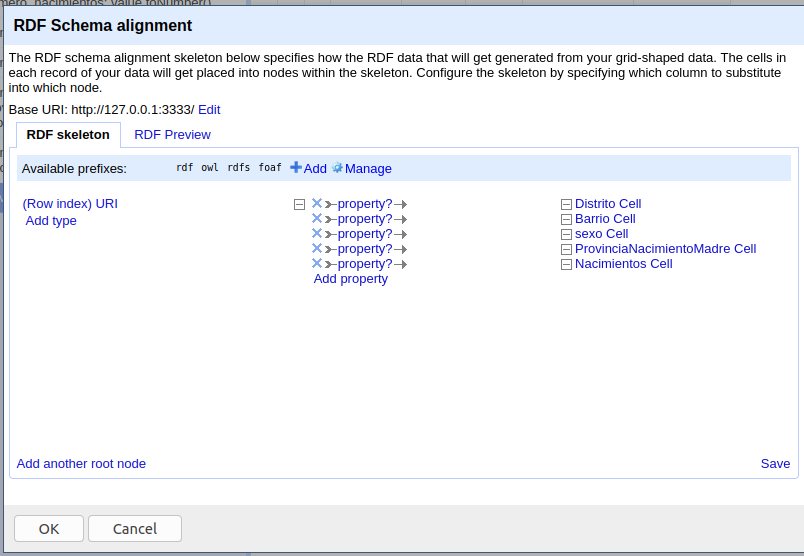 mero_nacimientos: value.toNumber()
RDF Schema alignment
The RDF schema alignment skeleton below specifies how the RDF data that will get generated from your grid-shaped data. The cells in
each record of your data will get placed into nodes within the skeleton. Configure the skeleton by specifying which column to substitute
into which node.
Base URI: http://127.0.0.1:3333/ Edit
RDF skeleton RDF Preview
Available prefixes: rdf owl rdfs foaf Add Manage
(Row index) URI property? Distrito Cell
Add type property? Barrio Cell
property? sexo Cell
property? ProvinciaNacimientoMadre Cell
property? Nacimientos Cell
Add property
Add another root node Save
OK Cancel